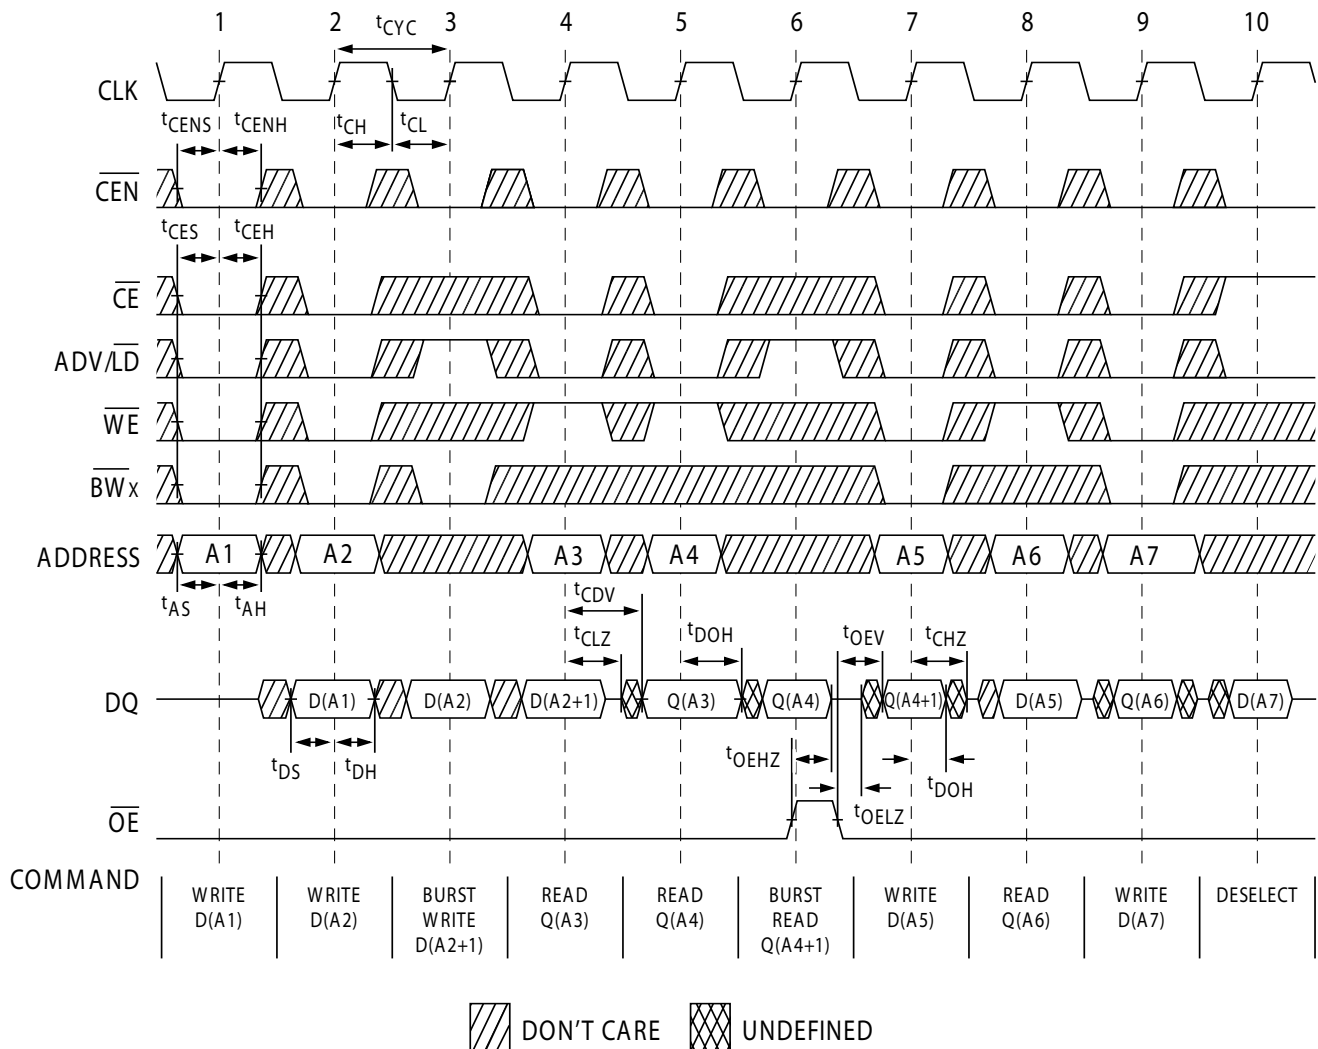 1 2 tCYC 3 4 5 6 7 8 9 10
CLK
tCENS tCENH tCH tCL
CEN
tCES tCEH
CE
ADV/LD
WE
BWx
ADDRESS A1 A2 A3 A4 A5 A6 A7
tAS tAH tCDV
tCLZ tDOH tOEV tCHZ
DQ D(A1) D(A2) D(A2+1) Q(A3) Q(A4) Q(A4+1) D(A5) Q(A6) D(A7)
tDS tDH tOEHZ tDOH
tOELZ
OE
COMMAND
WRITE D(A1)
WRITE D(A2)
BURST WRITE D(A2+1)
READ Q(A3)
READ Q(A4)
BURST READ Q(A4+1)
WRITE D(A5)
READ Q(A6)
WRITE D(A7)
DESELECT
DON'T CARE UNDEFINED